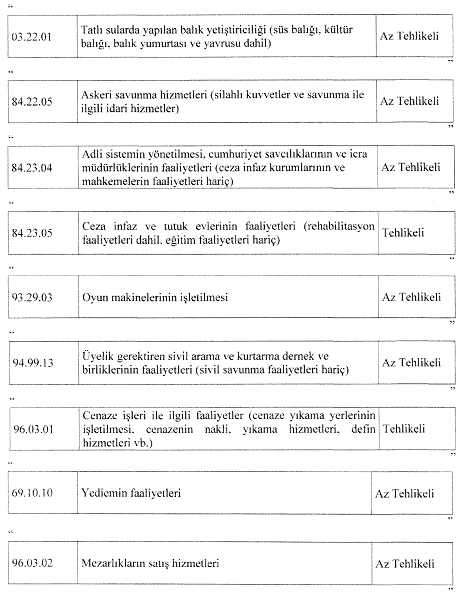 “
03.22.01 Tatlı sularda yapılan balık yetiştiriciliği (süs balığı, kültür Az Tehlikeli
balığı, balık yumurtası ve yavrusu dahil)
”
“
84.22.05 Askeri savunma hizmetleri (silahlı kuvvetler ve savunma ile Az Tehlikeli
ilgili idari hizmetler)
”
“
84.23.04 Adli sistemin yönetilmesi, cumhuriyet savcılıklarının ve icra Az Tehlikeli
müdürlüklerinin faaliyetleri (ceza infaz kurumlarının ve
mahkemelerin faaliyetleri hariç)
”
“
84.23.05 Ceza infaz ve tutuk evlerinin faaliyetleri (rehabilitasyon Tehlikeli
faaliyetleri dahil. eğitim faaliyetleri hariç)
”
“
93.29.03 Oyun makinelerinin işletilmesi Az Tehlikeli
”
“
94.99.13 Üyelik gerektiren sivil arama ve kurtarma dernek ve Az Tehlikeli
birliklerinin faaliyetleri (sivil savunma faaliyetleri hariç)
”
“
96.03.01 Cenaze işleri ile ilgili faaliyetler (cenaze yıkama yerlerinin Tehlikeli
işletilmesi, cenazenin nakli, yıkama hizmetleri, defin
hizmetleri vb.)
”
“
69.10.10 Yediemin faaliyetleri Az Tehlikeli
”
“
96.03.02 Mezarlıkların satış hizmetleri Az Tehlikeli
”